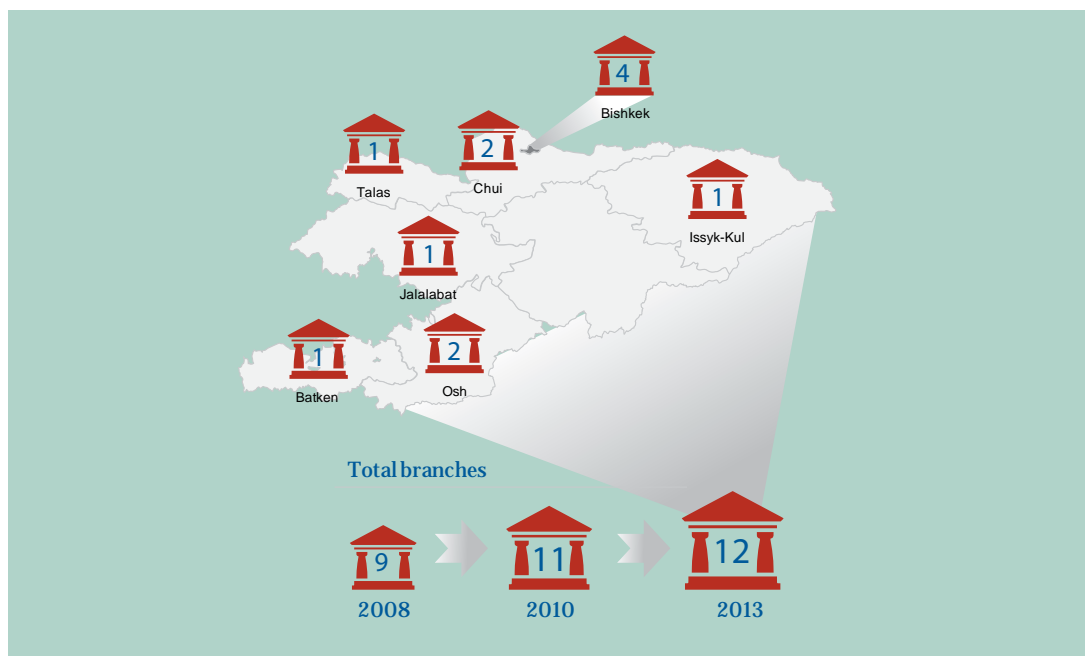 4
Bishkek
1
Talas
2
Chui
1
Issyk-Kul
1
Jalalabat
1
Batken
2
Osh
Total branches
9
11
12
2008
2010
2013